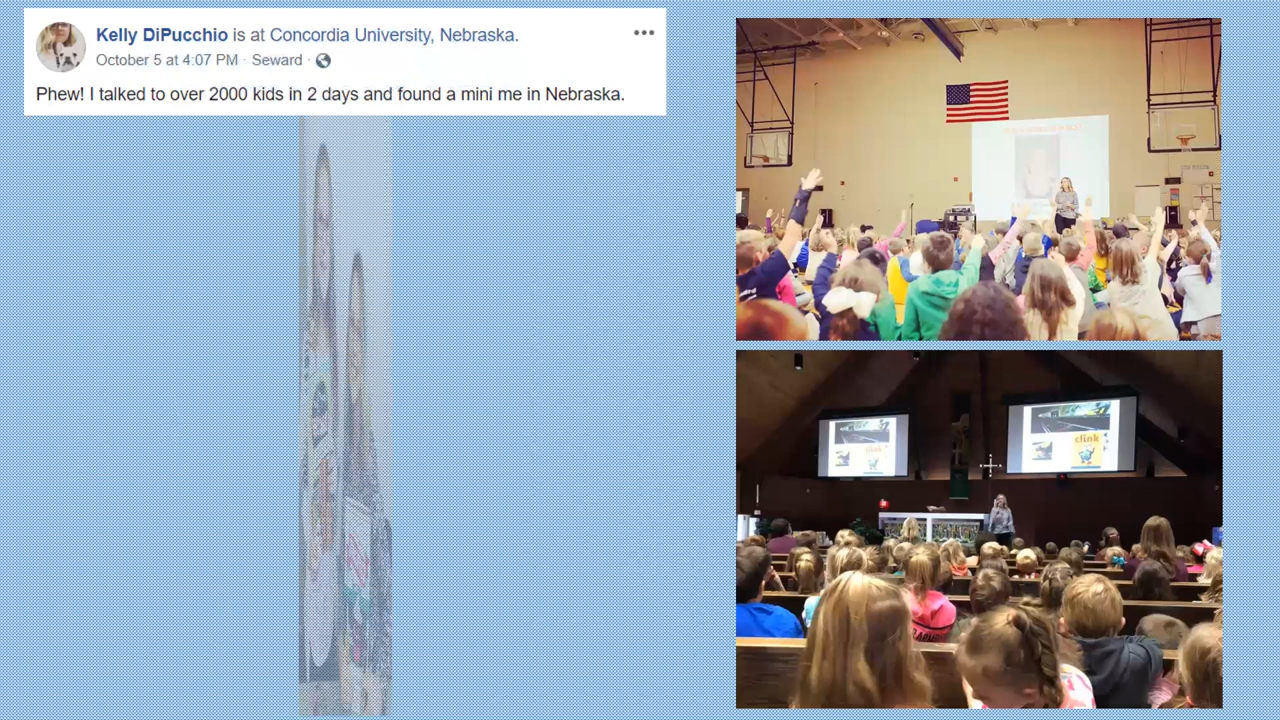 Kelly DiPucchio is at Concordia University, Nebraska.
October 5 at 4:07 PM · Seward ·
Phew! I talked to over 2000 kids in 2 days and found a mini me in Nebraska.
clink
clink